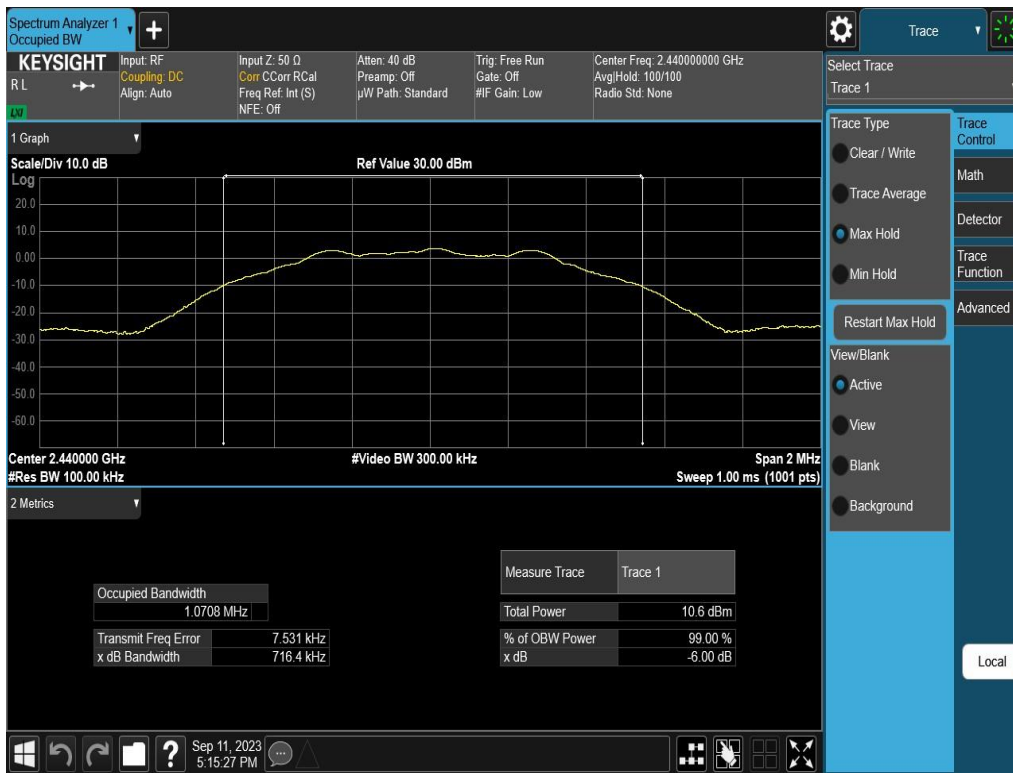 Spectrum Analyzer 1
Occupied BW
+
Trace
KEYSIGHT
R L
LXI
Input: RF
Coupling: DC
Align: Auto
Input Z: 50 Ω
Corr CCorr RCal
Freq Ref: Int (S)
NFE: Off
Atten: 40 dB
Preamp: Off
µW Path: Standard
Trig: Free Run
Gate: Off
#IF Gain: Low
Center Freq: 2.440000000 GHz
Avg|Hold: 100/100
Radio Std: None
Select Trace
Trace 1
1 Graph
Scale/Div 10.0 dB
Ref Value 30.00 dBm
Log
20.0
10.0
0.00
-10.0
-20.0
-30.0
-40.0
-50.0
-60.0
Center 2.440000 GHz
#Video BW 300.00 kHz
Span 2 MHz
#Res BW 100.00 kHz
Sweep 1.00 ms (1001 pts)
Trace Type
Clear / Write
Trace Average
Max Hold
Min Hold
Restart Max Hold
View/Blank
Active
View
Blank
Background
Trace
Control
Math
Detector
Trace
Function
Advanced
Local
2 Metrics
Occupied Bandwidth
1.0708 MHz
Transmit Freq Error 7.531 kHz
x dB Bandwidth 716.4 kHz
Measure Trace Trace 1
Total Power 10.6 dBm
% of OBW Power 99.00 %
x dB -6.00 dB
?
Sep 11, 2023
5:15:27 PM